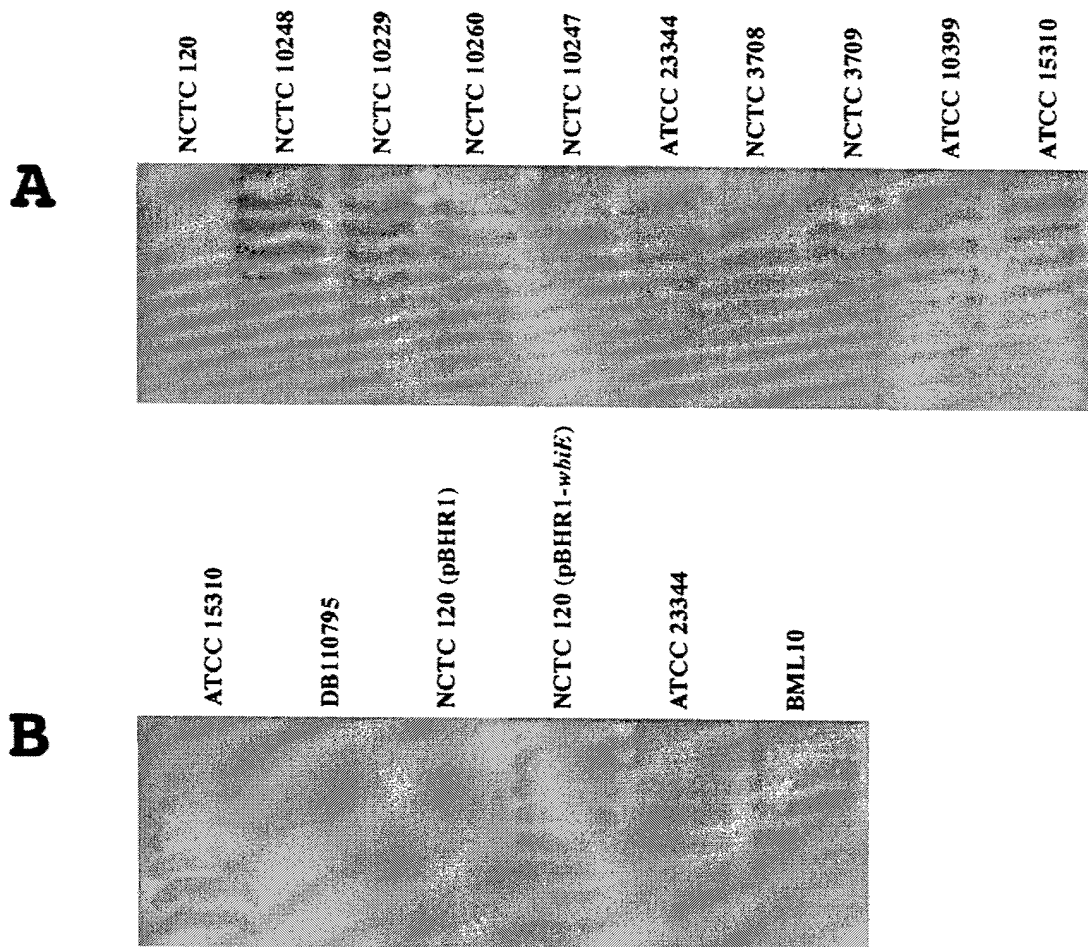 A
NCTC 120
NCTC 10248
NCTC 10229
NCTC 10260
NCTC 10247
ATCC 23344
NCTC 3708
NCTC 3709
ATCC 10399
ATCC 15310
B
ATCC 15310
DB110795
NCTC 120 (pBHR1)
NCTC 120 (pBHR1-wbiE)
ATCC 23344
BML10